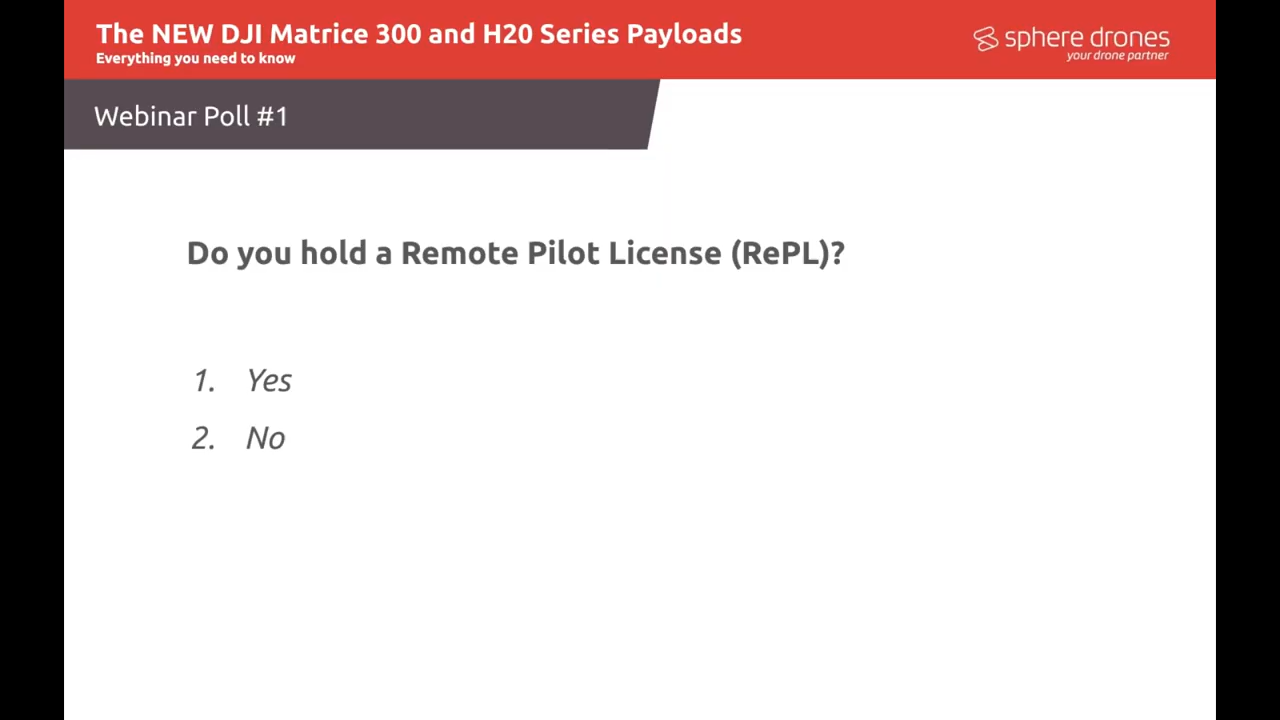 The NEW DJI Matrice 300 and H20 Series Payloads
Everything you need to know
sphere drones
your drone partner
Webinar Poll #1
Do you hold a Remote Pilot License (RePL)?
1. Yes
2. No